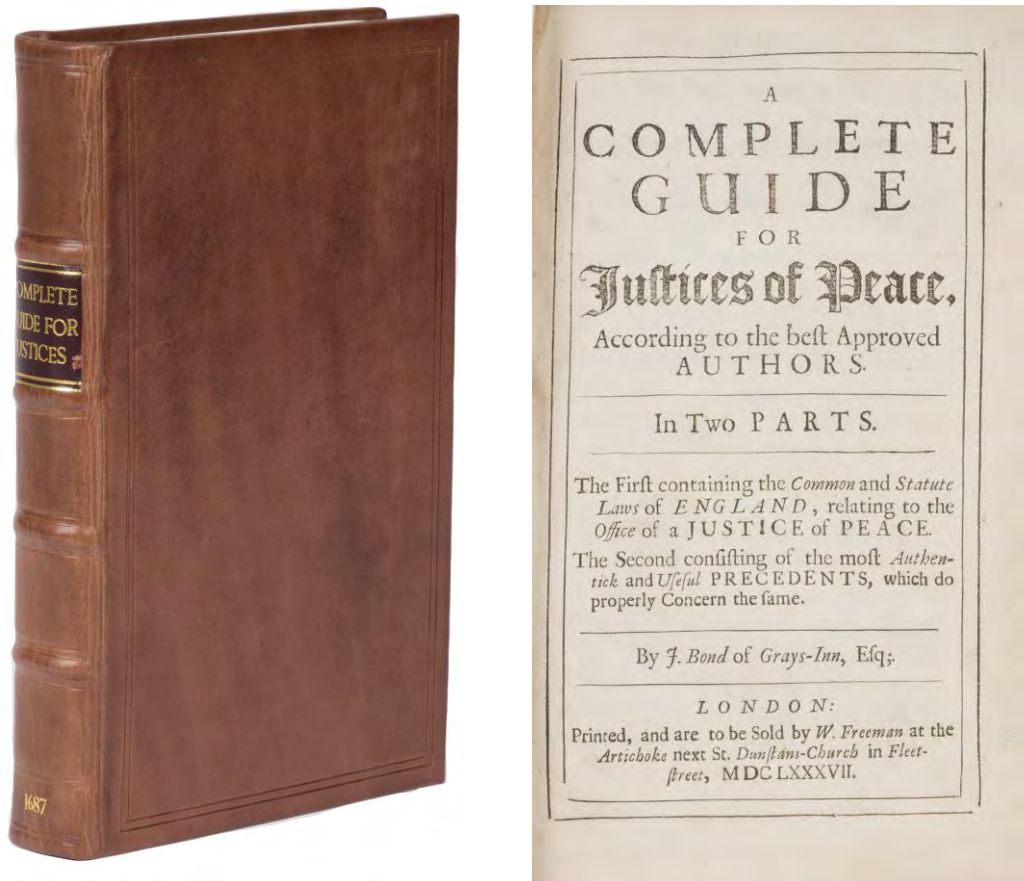 OMPLETE
UIDE FOR
USTICES
1687
A
COMPLETE
GUIDE
FOR
Juſtices of Peace,
According to the beſt Approved
AUTHORS.
In Two PARTS.
The Firſt containing the Common and Statute
Laws of ENGLAND, relating to the
Office of a JUSTICE of PEACE.
The Second conſiſting of the moſt Authen-
tick and Uſeful PRECEDENTS, which do
properly Concern the ſame.
By J. Bond of Grays-Inn, Eſq;.
LONDON:
Printed, and are to be Sold by W. Freeman at the
Artichoke next St. Dunſtans-Church in Fleet-
ſtreet, MDCLXXXVII.